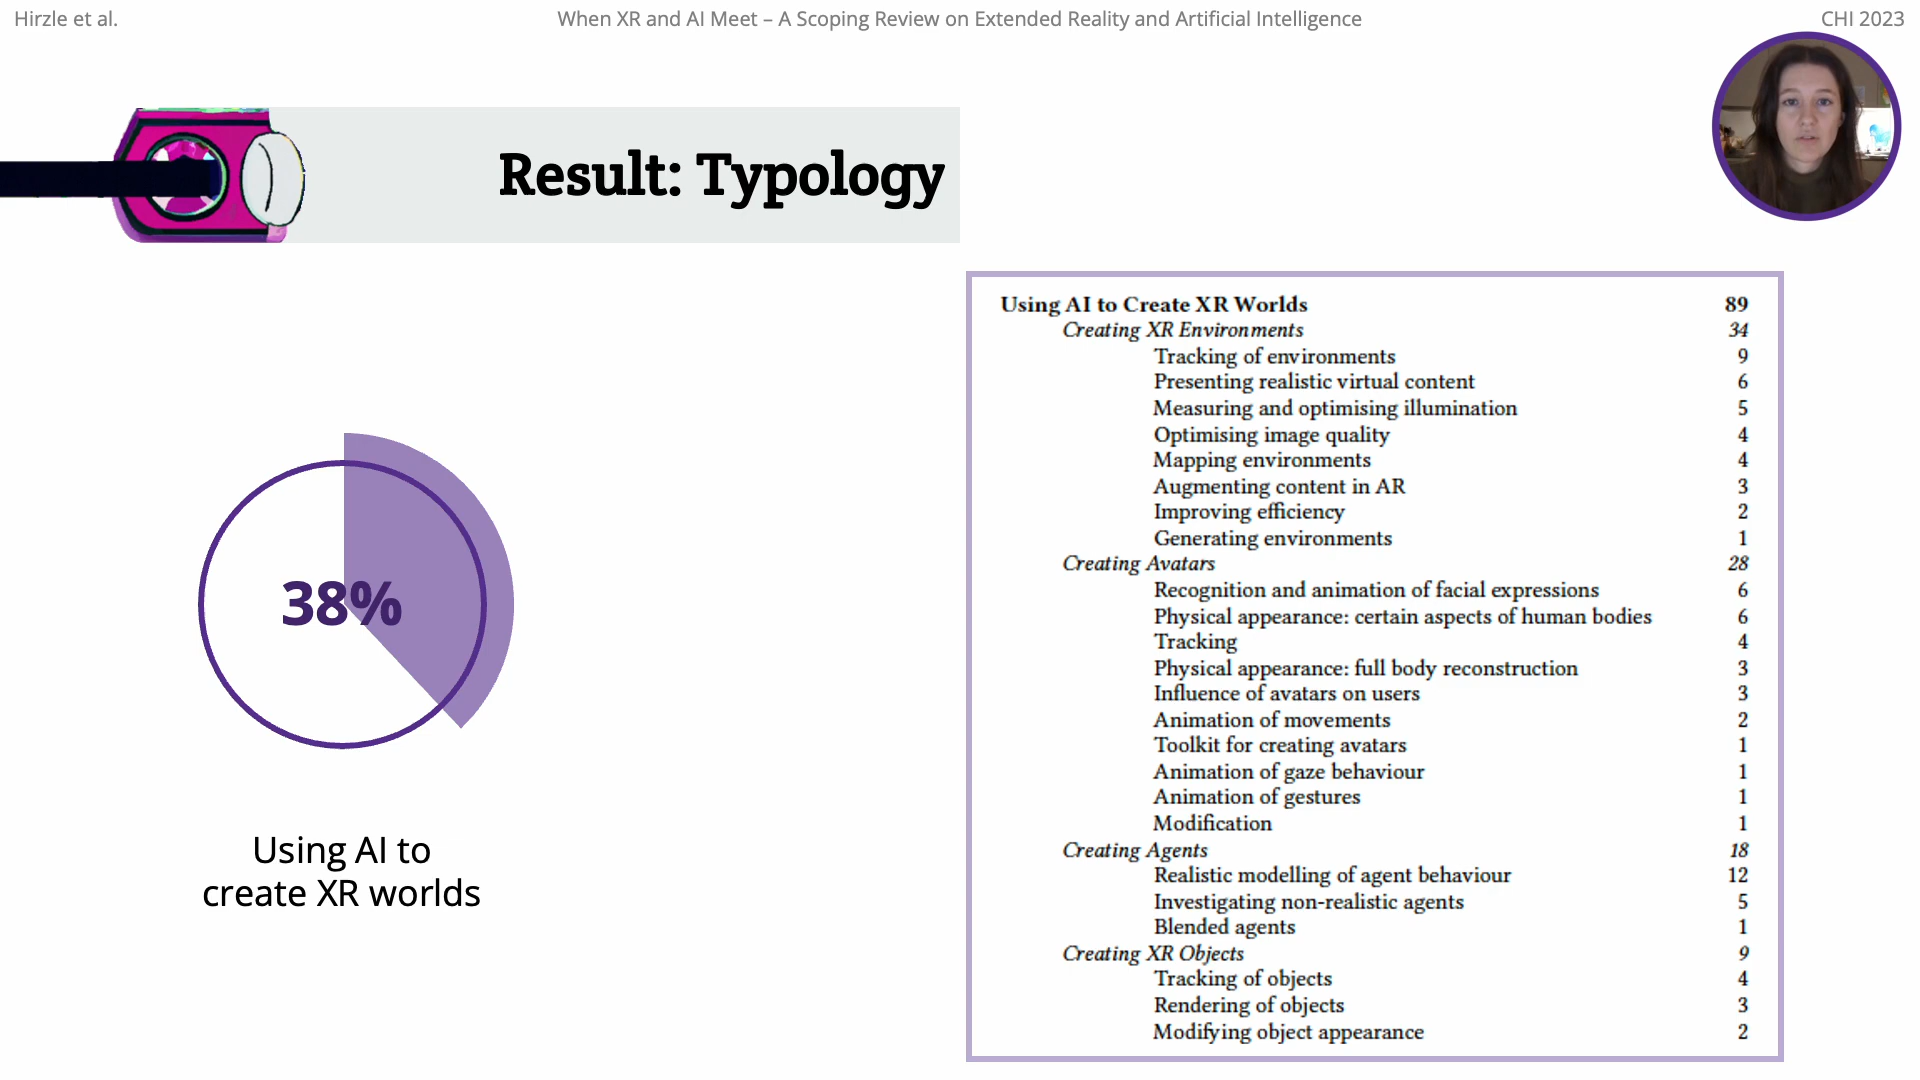 Hirzle et al.
When XR and AI Meet – A Scoping Review on Extended Reality and Artificial Intelligence
CHI 2023
Result: Typology
38%
Using AI to
create XR worlds
Using AI to Create XR Worlds 89
Creating XR Environments 34
Tracking of environments 9
Presenting realistic virtual content 6
Measuring and optimising illumination 5
Optimising image quality 4
Mapping environments 4
Augmenting content in AR 3
Improving efficiency 2
Generating environments 1
Creating Avatars 28
Recognition and animation of facial expressions 6
Physical appearance: certain aspects of human bodies 6
Tracking 4
Physical appearance: full body reconstruction 3
Influence of avatars on users 3
Animation of movements 2
Toolkit for creating avatars 1
Animation of gaze behaviour 1
Animation of gestures 1
Modification 1
Creating Agents 18
Realistic modelling of agent behaviour 12
Investigating non-realistic agents 5
Blended agents 1
Creating XR Objects 9
Tracking of objects 4
Rendering of objects 3
Modifying object appearance 2